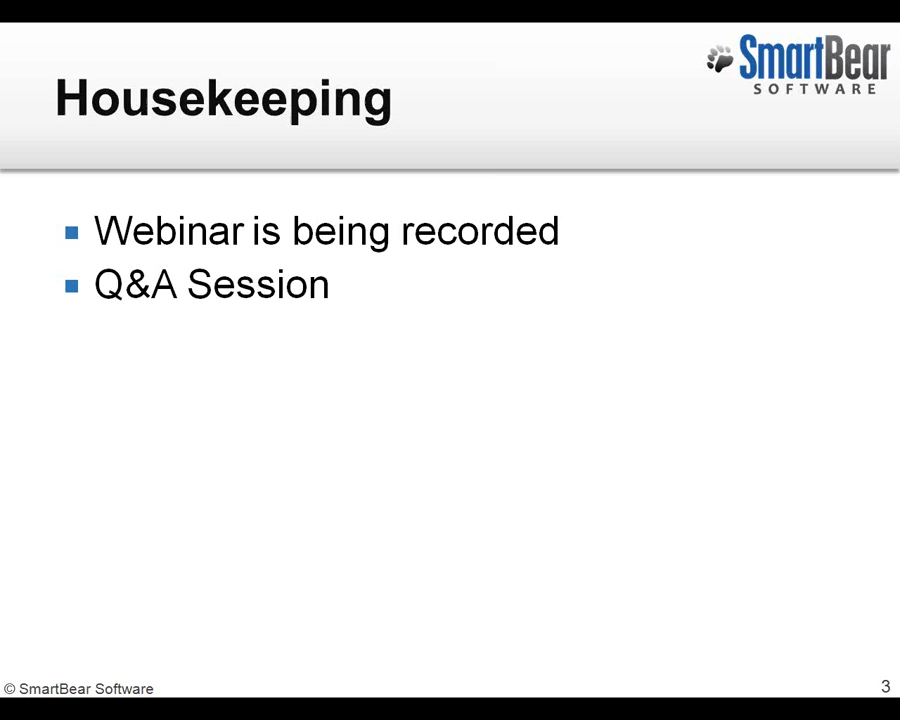 SmartBear
SOFTWARE
Housekeeping
Webinar is being recorded
Q&A Session
© SmartBear Software
3